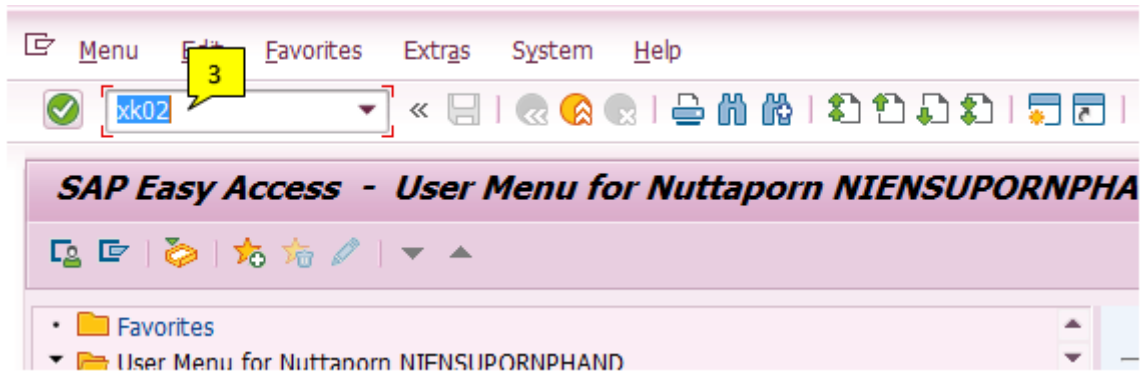 Menu Edit Favorites Extras System Help
3
xk02
SAP Easy Access - User Menu for Nuttaporn NIENSUPORNPHA
Favorites
User Menu for Nuttaporn NIENSUPORNPHAND